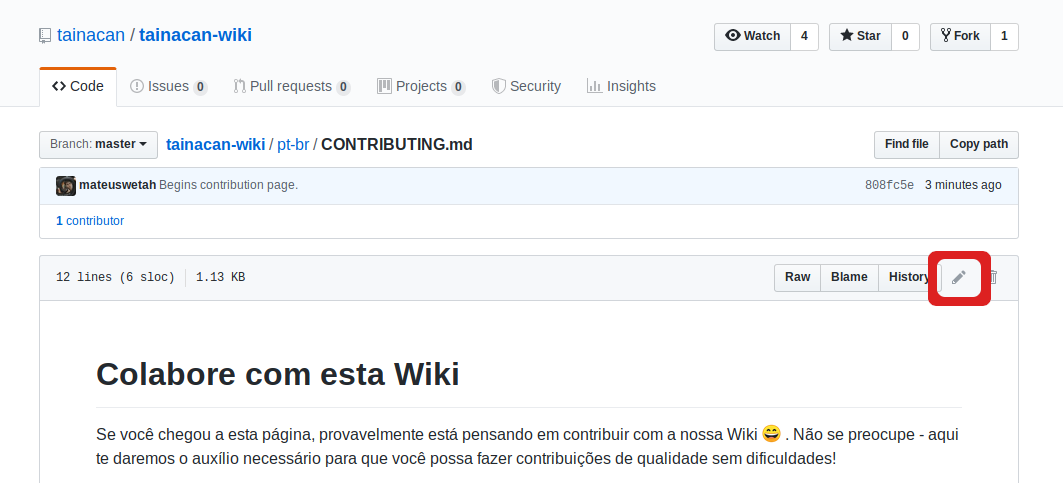 tainacan / tainacan-wiki
Watch 4 Star 0 Fork 1
Code Issues 0 Pull requests 0 Projects 0 Security Insights
Branch: master tainacan-wiki / pt-br / CONTRIBUTING.md Find file Copy path
mateuswetah Begins contribution page. 808fc5e 3 minutes ago
1 contributor
12 lines (6 sloc) 1.13 KB Raw Blame History
Colabore com esta Wiki
Se você chegou a esta página, provavelmente está pensando em contribuir com a nossa Wiki 😄 . Não se preocupe - aqui
te daremos o auxílio necessário para que você possa fazer contribuições de qualidade sem dificuldades!